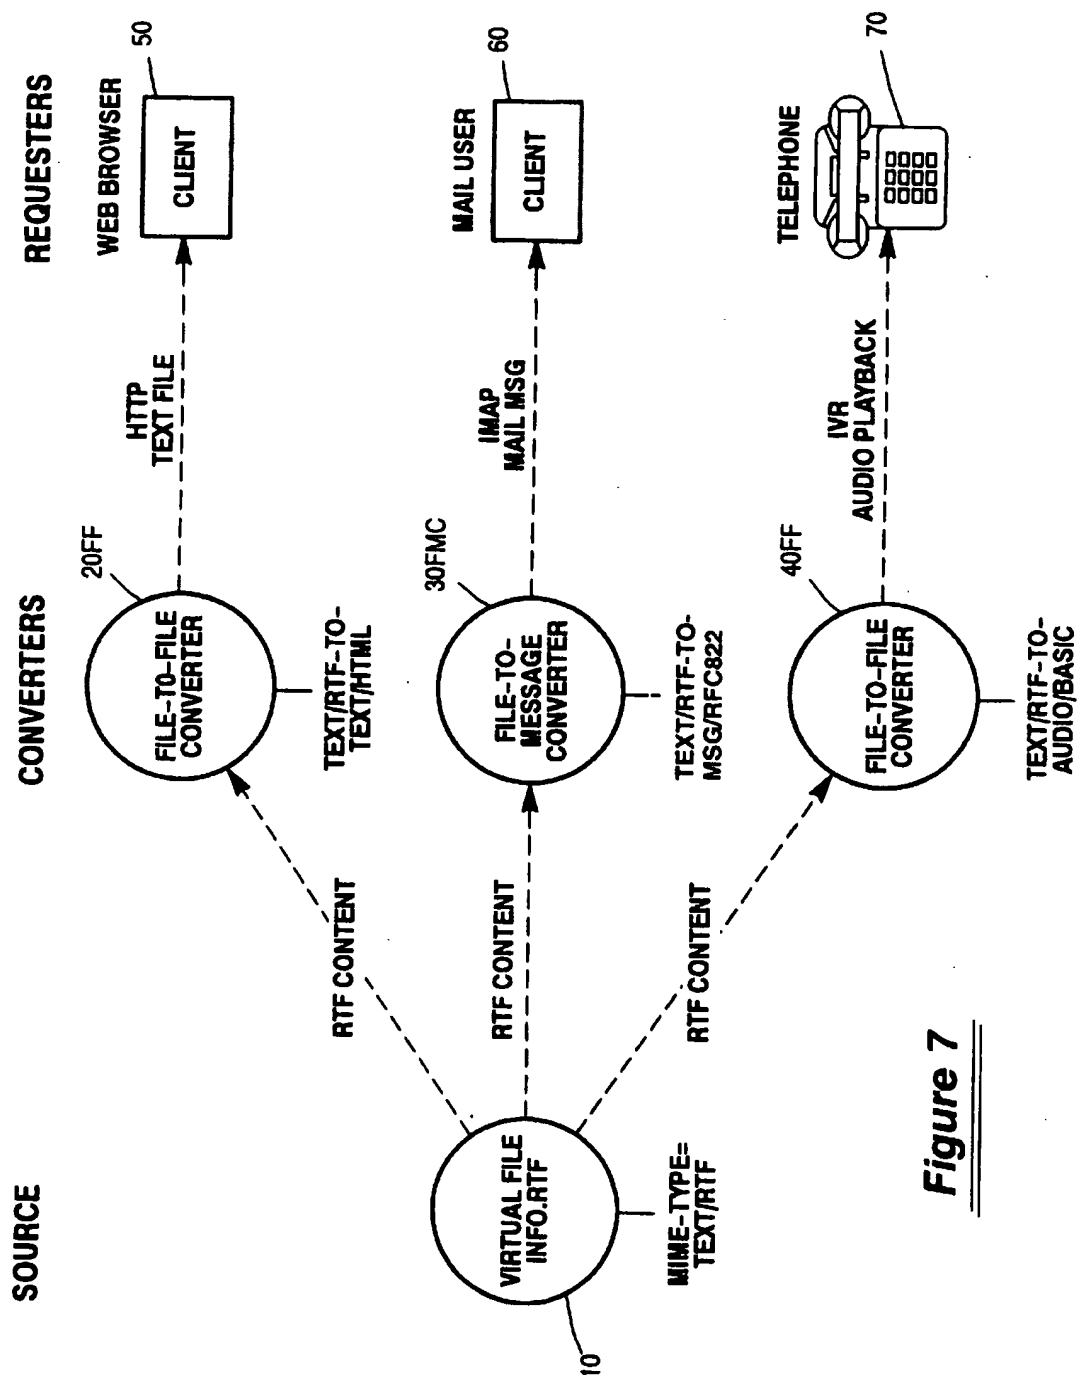 SOURCE
CONVERTERS
REQUESTERS
VIRTUAL FILE
INFO.RTF
10
MIME-TYPE=
TEXT/RTF
RTF CONTENT
RTF CONTENT
RTF CONTENT
20FF
FILE-TO-FILE
CONVERTER
TEXT/RTF-TO-
TEXT/HTML
HTTP
TEXT FILE
WEB BROWSER
50
CLIENT
30FMC
FILE-TO-
MESSAGE
CONVERTER
TEXT/RTF-TO-
MSG/RFC822
IMAP
MAIL MSG
MAIL USER
60
CLIENT
40FF
FILE-TO-FILE
CONVERTER
TEXT/RTF-TO-
AUDIO/BASIC
IVR
AUDIO PLAYBACK
TELEPHONE
70
Figure 7